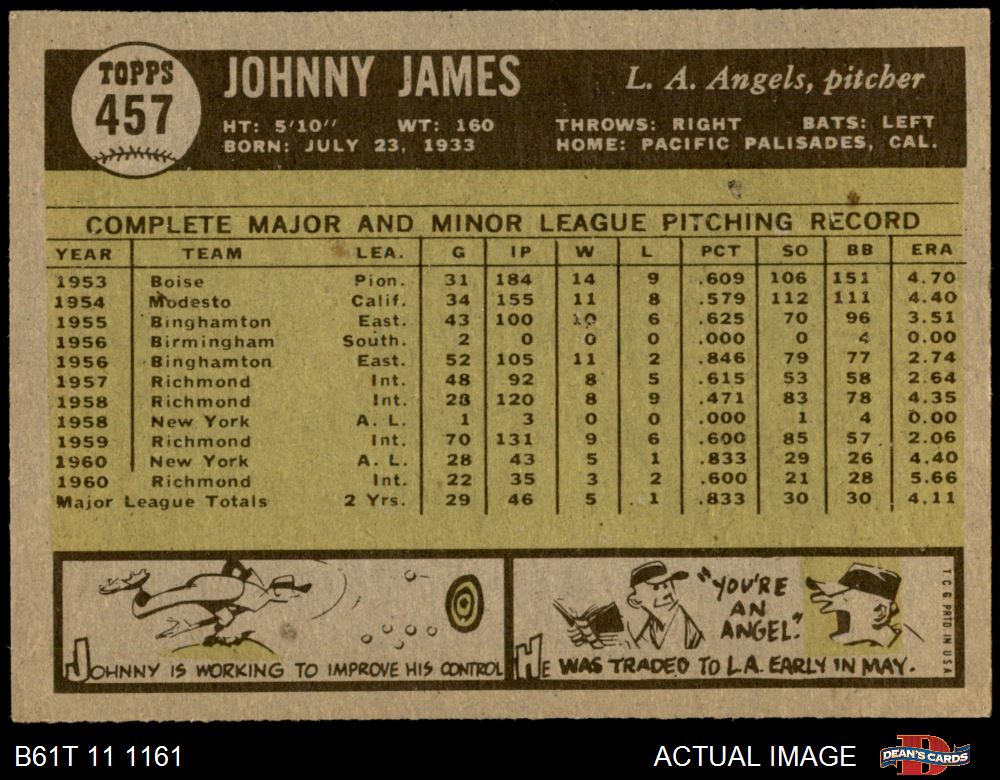 TOPPS
457
JOHNNY JAMES
L. A. Angels, pitcher
HT: 5'10" WT: 160 THROWS: RIGHT BATS: LEFT
BORN: JULY 23, 1933 HOME: PACIFIC PALISADES, CAL.
COMPLETE MAJOR AND MINOR LEAGUE PITCHING RECORD
YEAR TEAM LEA. G IP W L PCT SO BB ERA
1953 Boise Pion. 31 184 14 9 .609 106 151 4.70
1954 Modesto Calif. 34 155 11 8 .579 112 111 4.40
1955 Binghamton East. 43 100 10 6 .625 70 96 3.51
1956 Birmingham South. 2 0 0 0 .000 0 4 0.00
1956 Binghamton East. 52 105 11 2 .846 79 77 2.74
1957 Richmond Int. 48 92 8 5 .615 53 58 2.64
1958 Richmond Int. 28 120 8 9 .471 83 78 4.35
1958 New York A. L. 1 3 0 0 .000 1 4 0.00
1959 Richmond Int. 70 131 9 6 .600 85 57 2.06
1960 New York A. L. 28 43 5 1 .833 29 26 4.40
1960 Richmond Int. 22 35 3 2 .600 21 28 5.66
Major League Totals 2 Yrs. 29 46 5 1 .833 30 30 4.11
JOHNNY IS WORKING TO IMPROVE HIS CONTROL
"YOU'RE
AN
ANGEL."
HE WAS TRADED TO L.A. EARLY IN MAY.
T C G PRTD IN USA
B61T 11 1161
ACTUAL IMAGE
DEAN'S CARDS